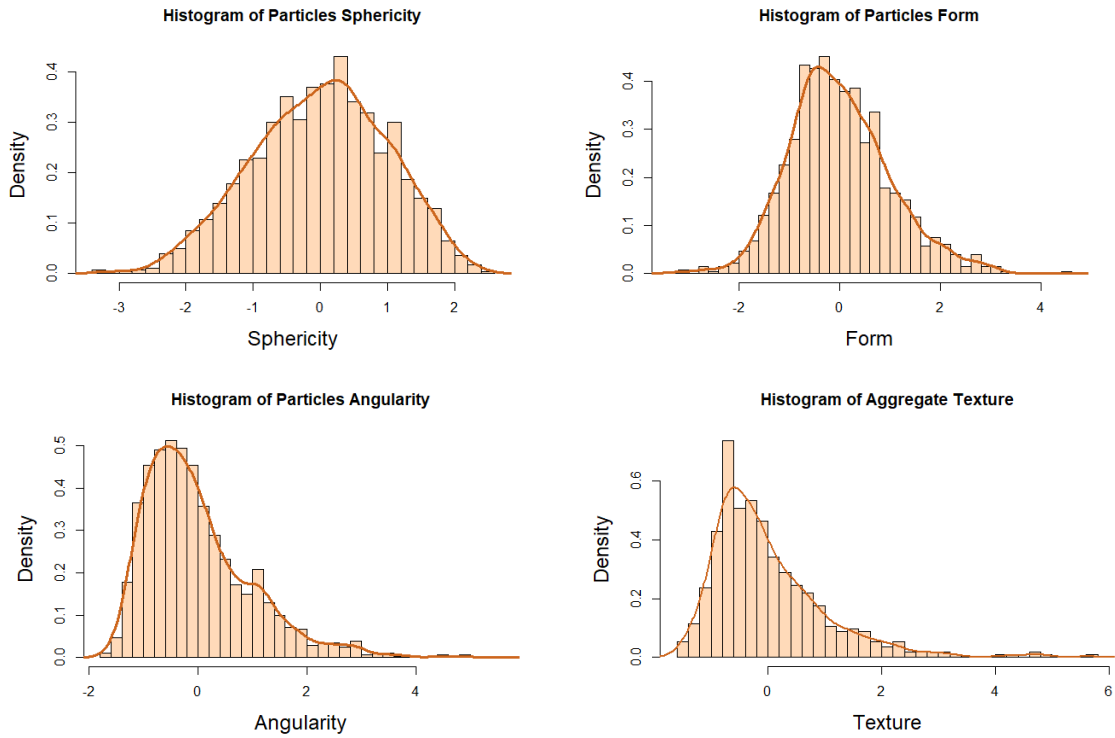 Histogram of Particles Sphericity
Density
0.0 0.1 0.2 0.3 0.4
-3 -2 -1 0 1 2
Sphericity
Histogram of Particles Form
Density
0.0 0.1 0.2 0.3 0.4
-2 0 2 4
Form
Histogram of Particles Angularity
Density
0.0 0.1 0.2 0.3 0.4 0.5
-2 0 2 4
Angularity
Histogram of Aggregate Texture
Density
0.0 0.2 0.4 0.6
0 2 4 6
Texture